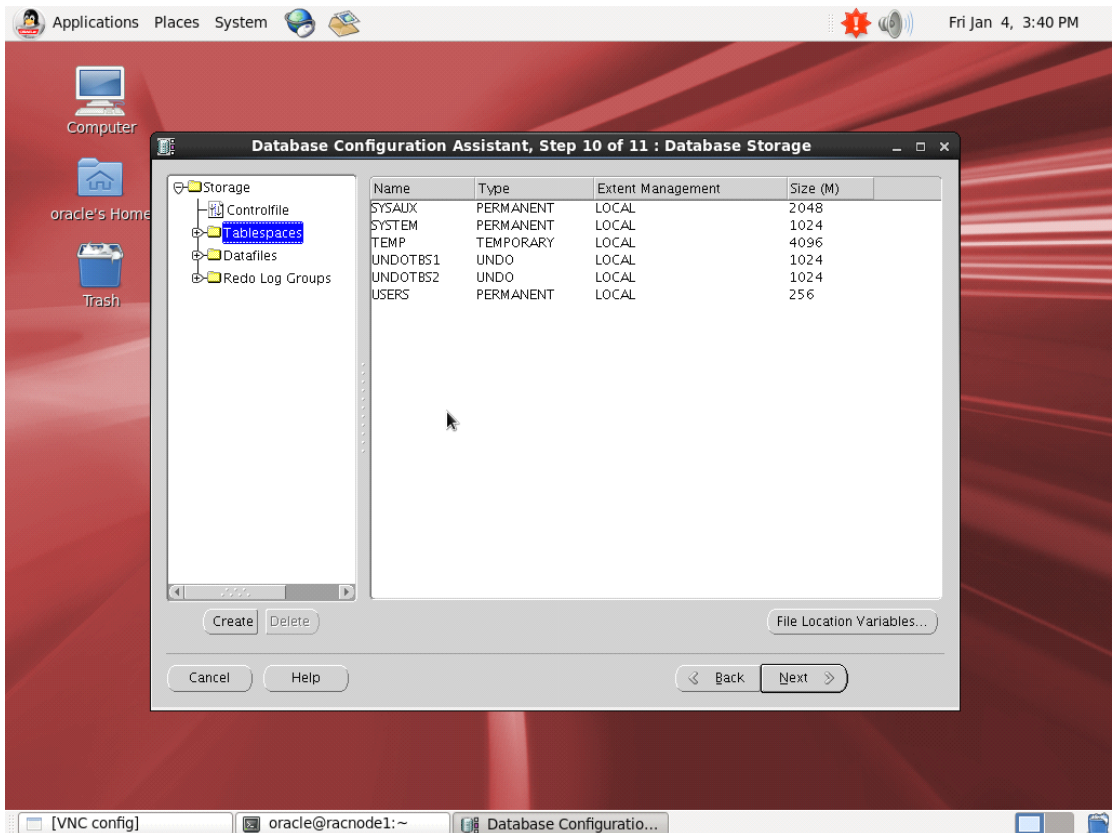 Applications Places System Fri Jan 4, 3:40 PM
Computer
oracle's Home
Trash
Database Configuration Assistant, Step 10 of 11 : Database Storage
Storage
Controlfile
Tablespaces
Datafiles
Redo Log Groups
Name Type Extent Management Size (M)
SYSAUX PERMANENT LOCAL 2048
SYSTEM PERMANENT LOCAL 1024
TEMP TEMPORARY LOCAL 4096
UNDOTBS1 UNDO LOCAL 1024
UNDOTBS2 UNDO LOCAL 1024
USERS PERMANENT LOCAL 256
Create Delete File Location Variables...
Cancel Help Back Next
[VNC config] oracle@racnode1:~ Database Configuratio...